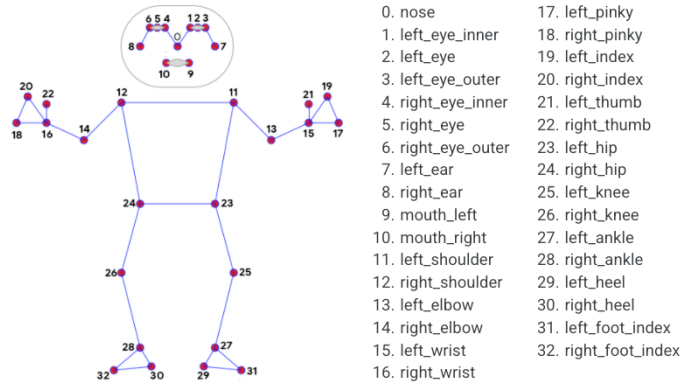 6 5 4 1 2 3
0
8 7
10 9
20 22 12 11 21 19
18 16 14 13 15 17
24 23
26 25
28 27
32 30 29 31
0. nose
1. left_eye_inner
2. left_eye
3. left_eye_outer
4. right_eye_inner
5. right_eye
6. right_eye_outer
7. left_ear
8. right_ear
9. mouth_left
10. mouth_right
11. left_shoulder
12. right_shoulder
13. left_elbow
14. right_elbow
15. left_wrist
16. right_wrist
17. left_pinky
18. right_pinky
19. left_index
20. right_index
21. left_thumb
22. right_thumb
23. left_hip
24. right_hip
25. left_knee
26. right_knee
27. left_ankle
28. right_ankle
29. left_heel
30. right_heel
31. left_foot_index
32. right_foot_index